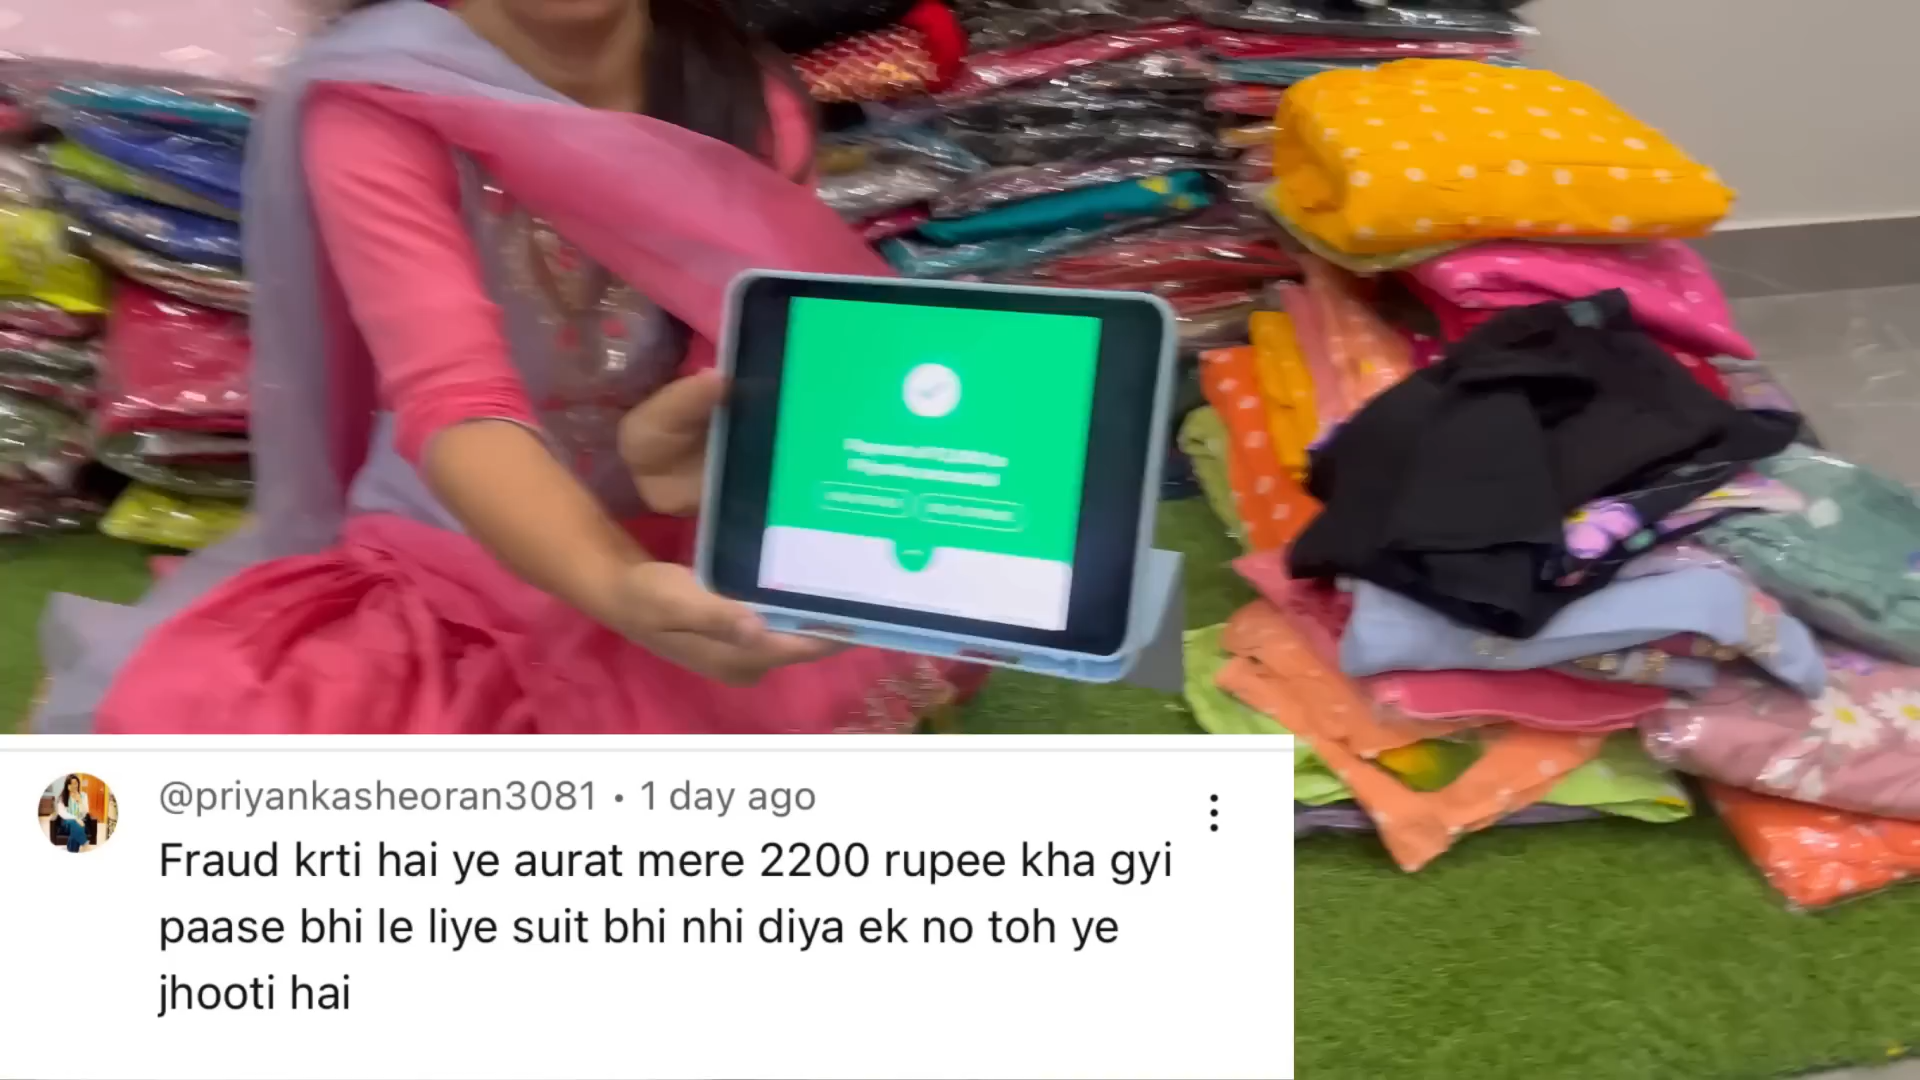 @priyankasheoran3081 • 1 day ago
Fraud krti hai ye aurat mere 2200 rupee kha gyi
paase bhi le liye suit bhi nhi diya ek no toh ye
jhooti hai